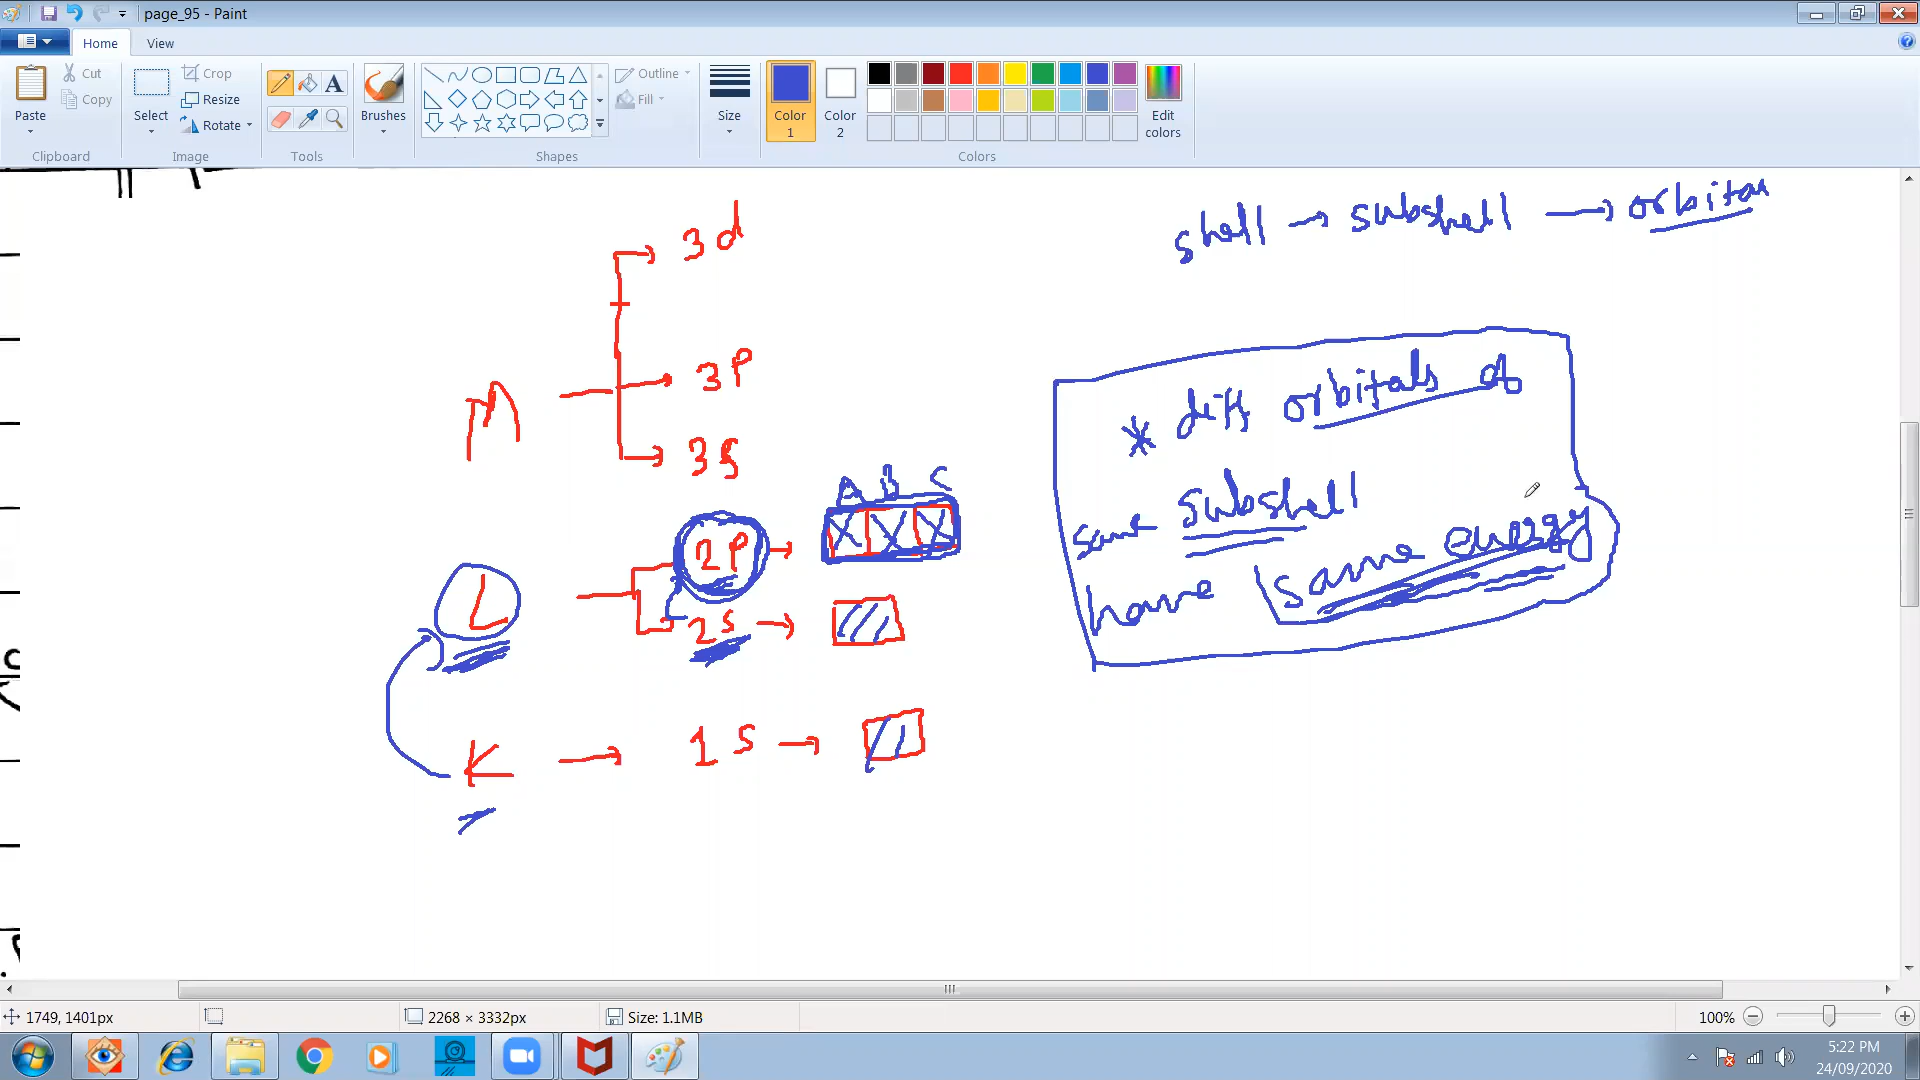 page_95 - Paint
Home View
Paste
Cut
Copy
Clipboard
Select
Crop
Resize
Rotate
Image
Tools
Brushes
Shapes
Outline
Fill
Size
Color 1
Color 2
Edit colors
Colors
shell → subshell → orbital
3d
M → 3p
3s
A B C
L → 2p →
2s →
K → 1s →
* diff orbitals of
same subshell
have same energy
1749, 1401px
2268 × 3332px
Size: 1.1MB
100%
5:22 PM
24/09/2020